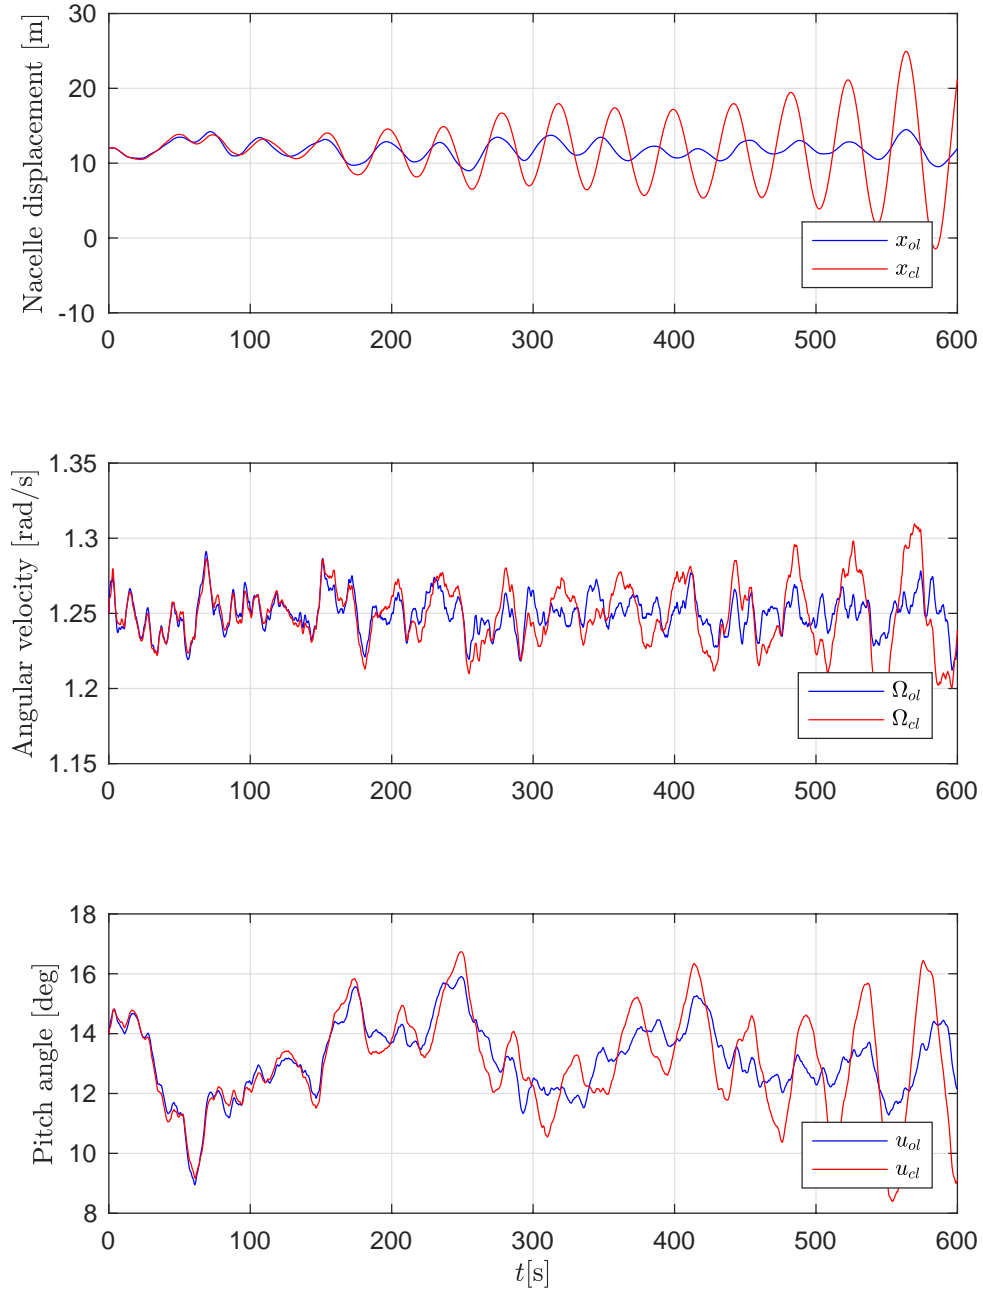 Nacelle displacement [m]
30
20
10
0
-10
x_ol
x_cl
0 100 200 300 400 500 600
Angular velocity [rad/s]
1.35
1.3
1.25
1.2
1.15
Ω_ol
Ω_cl
0 100 200 300 400 500 600
Pitch angle [deg]
18
16
14
12
10
8
u_ol
u_cl
0 100 200 300 400 500 600
t[s]